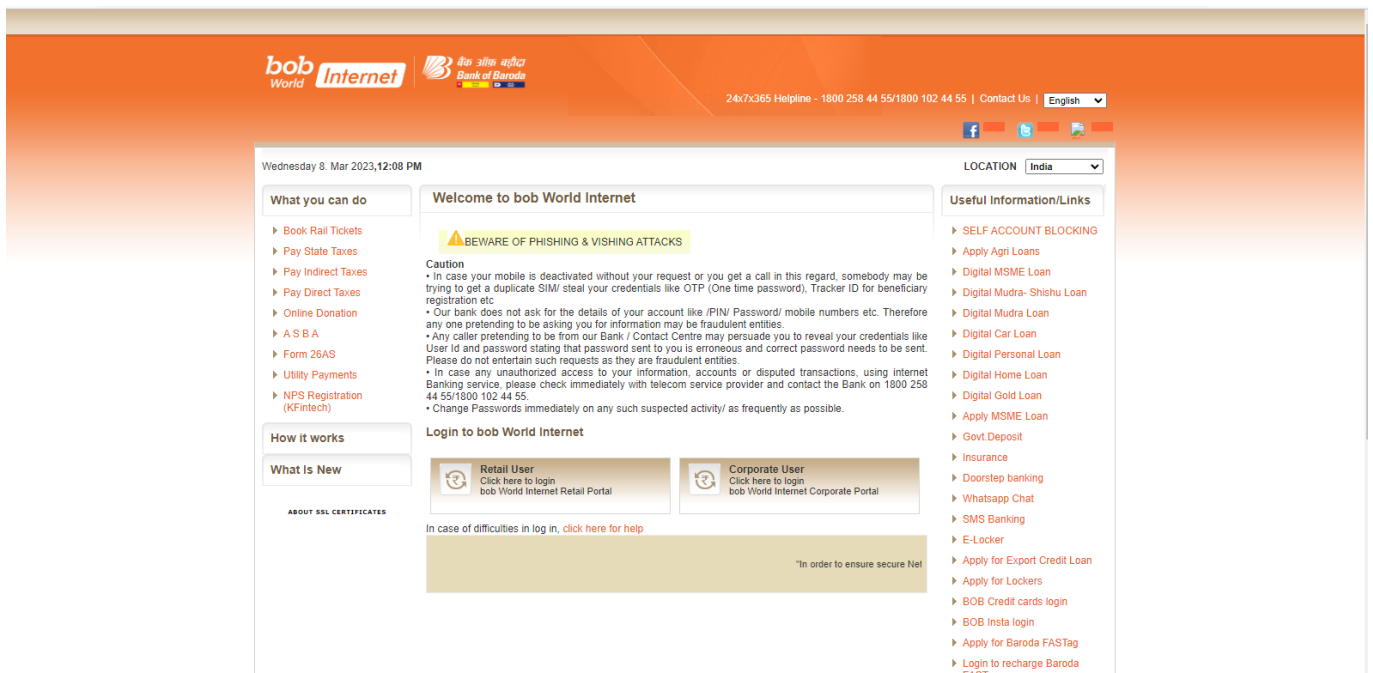 bob
World
Internet
बैंक ऑफ़ बड़ौदा
Bank of Baroda
24x7x365 Helpline - 1800 258 44 55/1800 102 44 55 | Contact Us | English
Wednesday 8. Mar 2023,12:08 PM
LOCATION India
What you can do
Book Rail Tickets
Pay State Taxes
Pay Indirect Taxes
Pay Direct Taxes
Online Donation
A S B A
Form 26AS
Utility Payments
NPS Registration
(KFintech)
How it works
What Is New
ABOUT SSL CERTIFICATES
Welcome to bob World Internet
BEWARE OF PHISHING & VISHING ATTACKS
Caution
• In case your mobile is deactivated without your request or you get a call in this regard, somebody may be
trying to get a duplicate SIM/ steal your credentials like OTP (One time password), Tracker ID for beneficiary
registration etc
• Our bank does not ask for the details of your account like /PIN/ Password/ mobile numbers etc. Therefore
any one pretending to be asking you for information may be fraudulent entities.
• Any caller pretending to be from our Bank / Contact Centre may persuade you to reveal your credentials like
User Id and password stating that password sent to you is erroneous and correct password needs to be sent.
Please do not entertain such requests as they are fraudulent entities.
• In case any unauthorized access to your information, accounts or disputed transactions, using internet
Banking service, please check immediately with telecom service provider and contact the Bank on 1800 258
44 55/1800 102 44 55.
• Change Passwords immediately on any such suspected activity/ as frequently as possible.
Login to bob World Internet
Retail User
Click here to login
bob World Internet Retail Portal
Corporate User
Click here to login
bob World Internet Corporate Portal
In case of difficulties in log in, click here for help
"In order to ensure secure Net
Useful Information/Links
SELF ACCOUNT BLOCKING
Apply Agri Loans
Digital MSME Loan
Digital Mudra- Shishu Loan
Digital Mudra Loan
Digital Car Loan
Digital Personal Loan
Digital Home Loan
Digital Gold Loan
Apply MSME Loan
Govt.Deposit
Insurance
Doorstep banking
Whatsapp Chat
SMS Banking
E-Locker
Apply for Export Credit Loan
Apply for Lockers
BOB Credit cards login
BOB Insta login
Apply for Baroda FASTag
Login to recharge Baroda